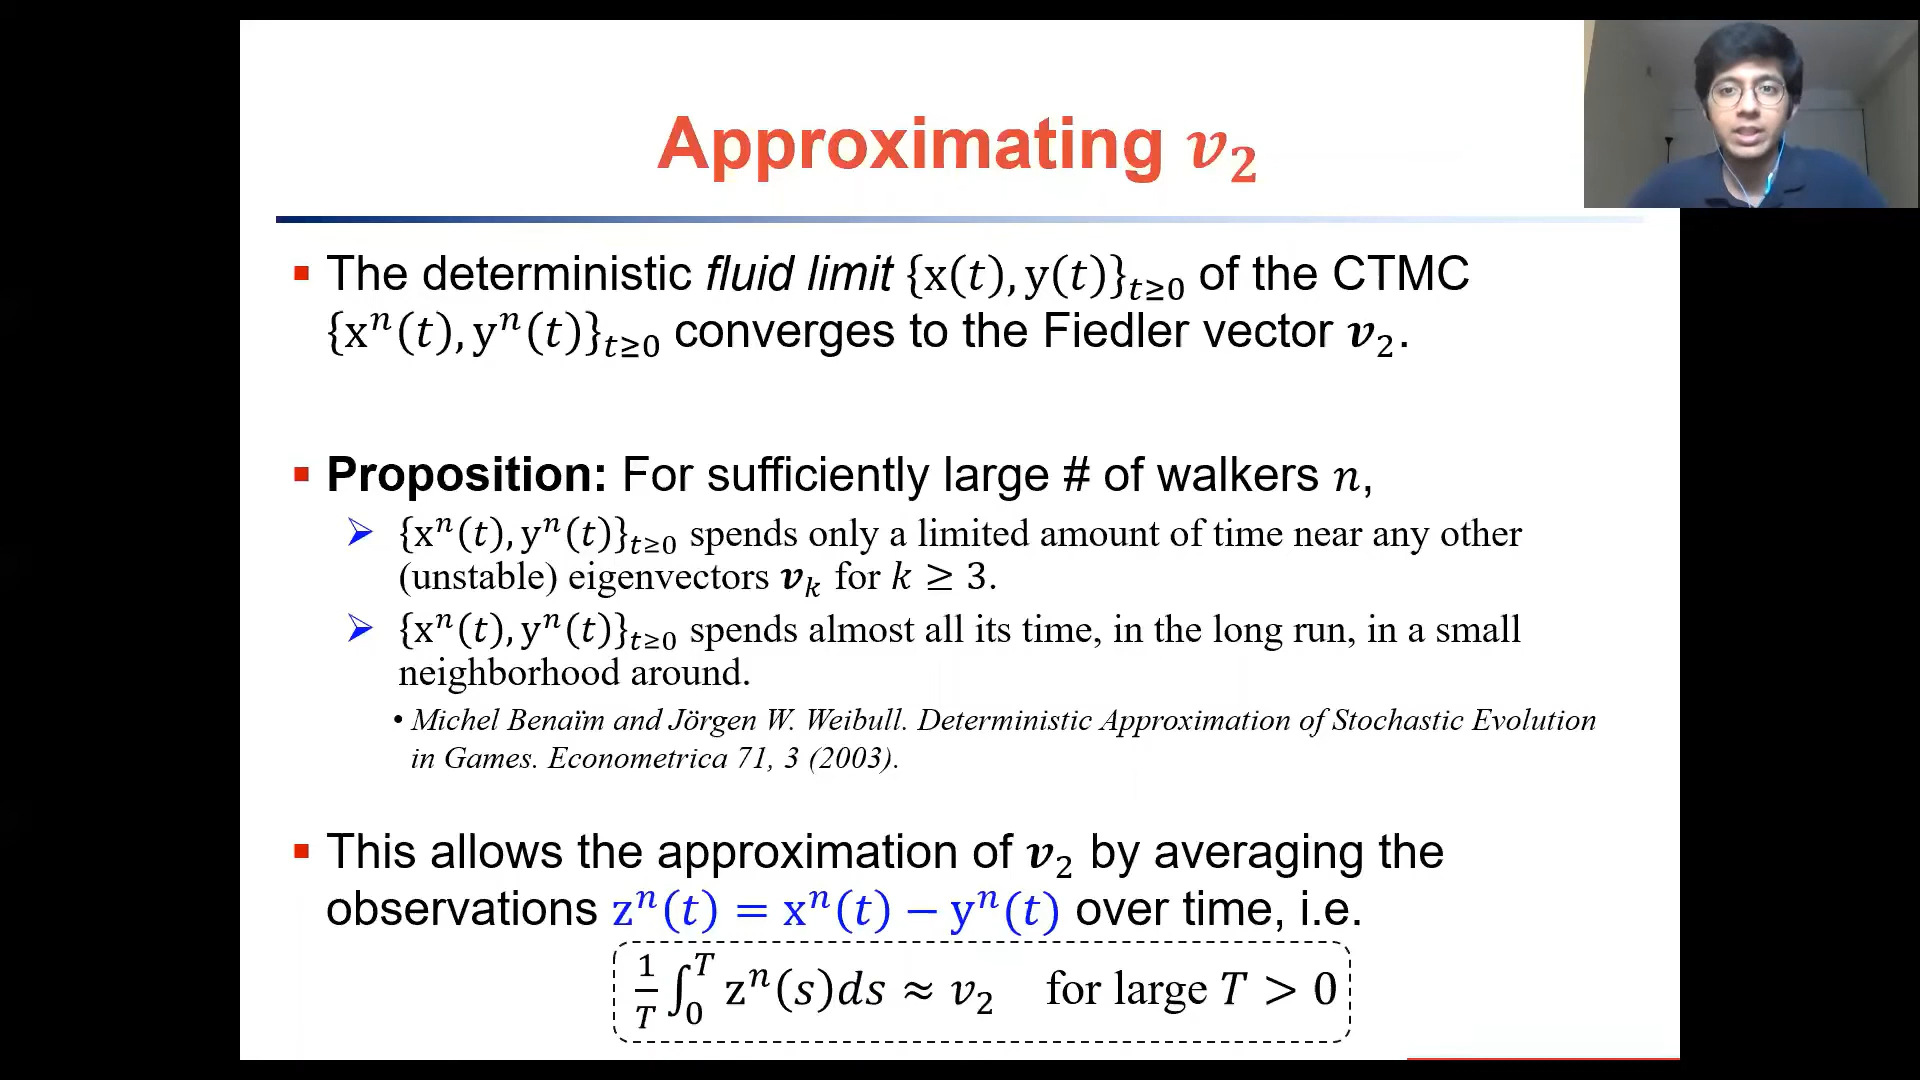 Approximating 𝒗₂
▪ The deterministic fluid limit {x(t), y(t)}ₜ≥₀ of the CTMC
{xⁿ(t), yⁿ(t)}ₜ≥₀ converges to the Fiedler vector 𝒗₂.
▪ Proposition: For sufficiently large # of walkers n,
➢ {xⁿ(t), yⁿ(t)}ₜ≥₀ spends only a limited amount of time near any other
(unstable) eigenvectors 𝒗ₖ for k ≥ 3.
➢ {xⁿ(t), yⁿ(t)}ₜ≥₀ spends almost all its time, in the long run, in a small
neighborhood around.
• Michel Benaïm and Jörgen W. Weibull. Deterministic Approximation of Stochastic Evolution
in Games. Econometrica 71, 3 (2003).
▪ This allows the approximation of 𝒗₂ by averaging the
observations zⁿ(t) = xⁿ(t) − yⁿ(t) over time, i.e.
1/T ∫₀ᵀ zⁿ(s)ds ≈ v₂ for large T > 0